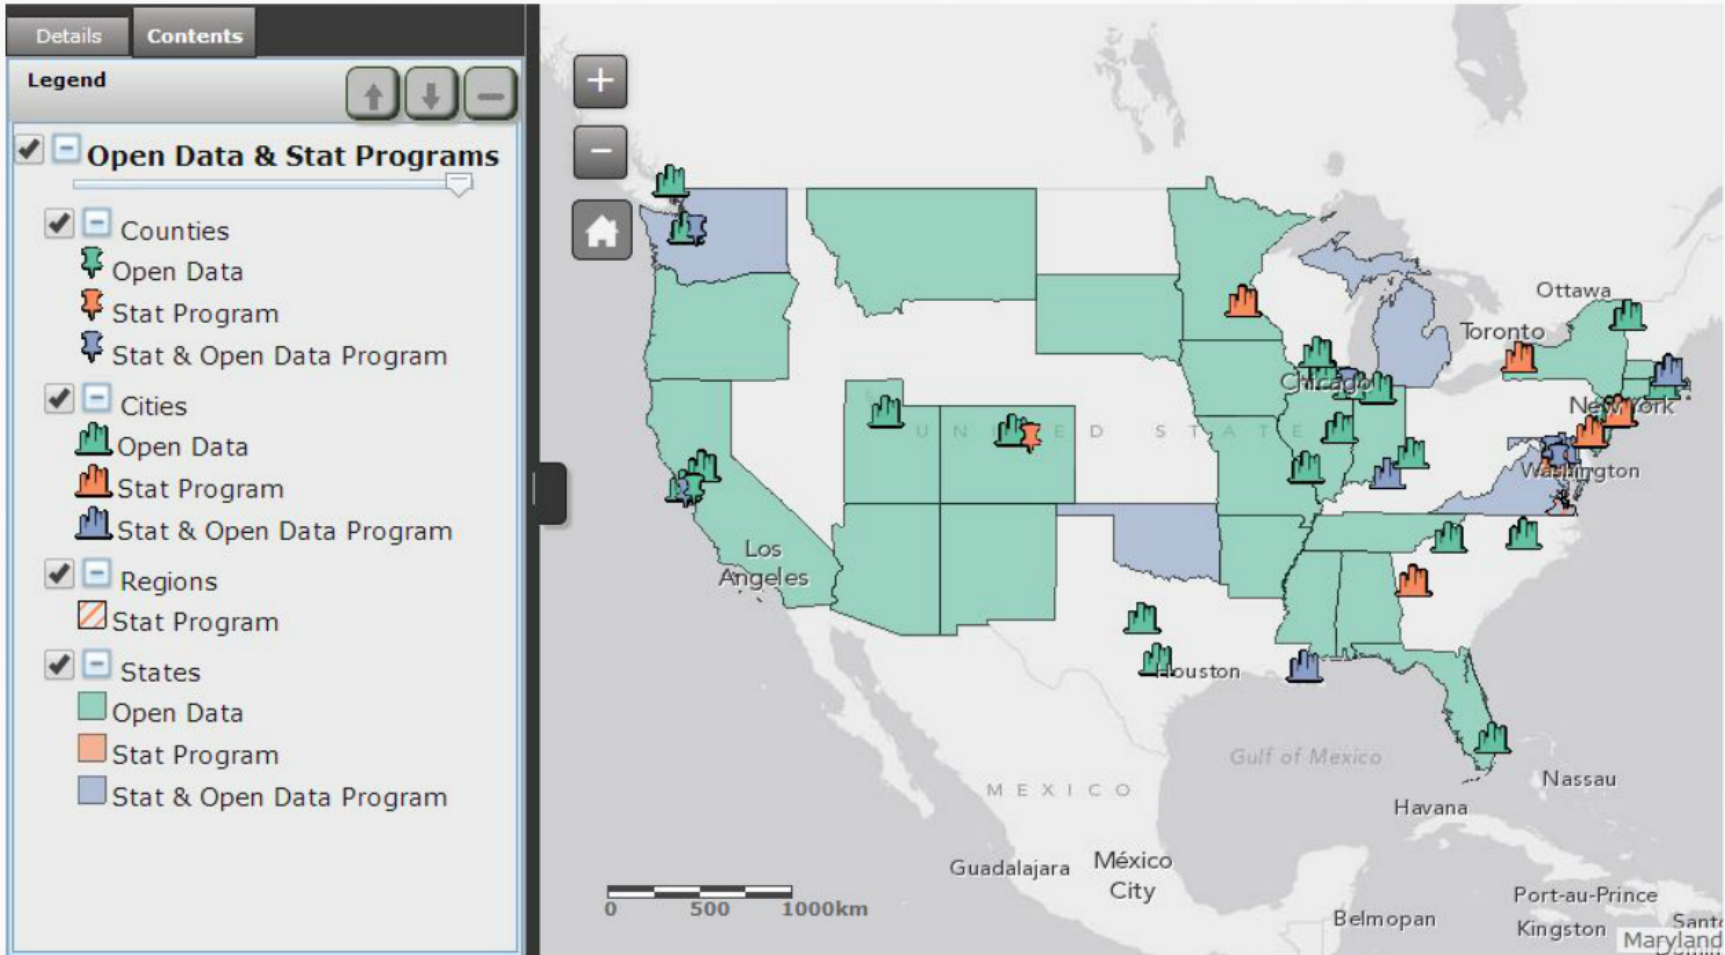 Details
Contents
Legend
Open Data & Stat Programs
Counties
Open Data
Stat Program
Stat & Open Data Program
Cities
Open Data
Stat Program
Stat & Open Data Program
Regions
Stat Program
States
Open Data
Stat Program
Stat & Open Data Program
+
−
Ottawa
Toronto
Chicago
New York
UNITED STATES
Washington
Los
Angeles
Houston
Gulf of Mexico
MEXICO
Nassau
Havana
Guadalajara
México
City
Port-au-Prince
Belmopan
Kingston
0 500 1000km
Maryland